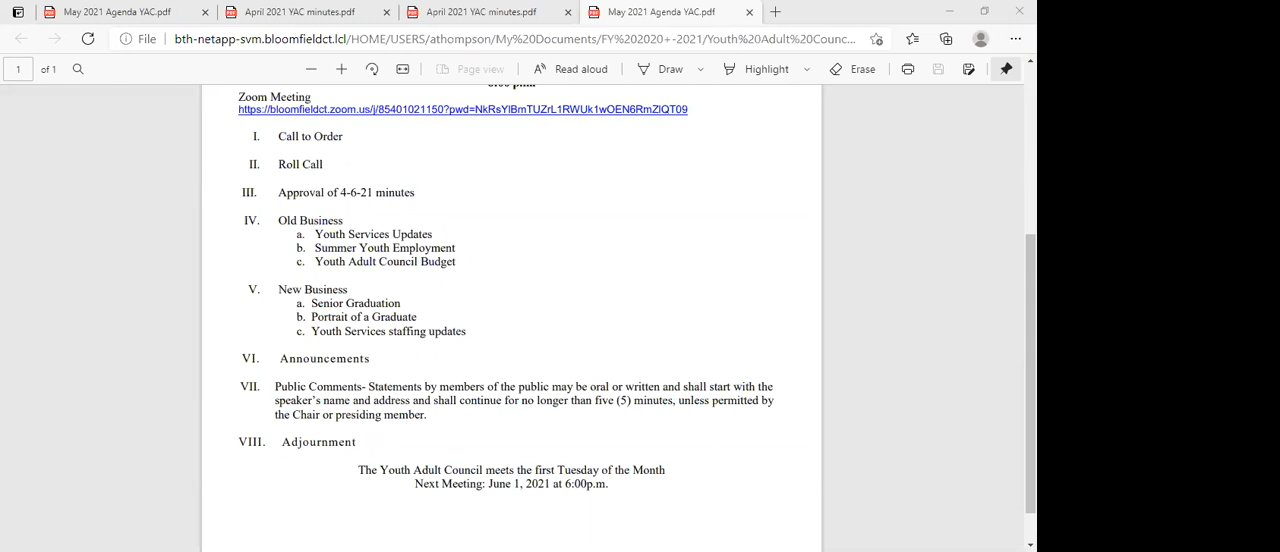 May 2021 Agenda YAC.pdf
April 2021 YAC minutes.pdf
April 2021 YAC minutes.pdf
May 2021 Agenda YAC.pdf
File bth-netapp-svm.bloomfieldct.lcl/HOME/USERS/athompson/My%20Documents/FY%202020+-2021/Youth%20Adult%20Counc...
1 of 1 Page view Read aloud Draw Highlight Erase
Zoom Meeting
https://bloomfieldct.zoom.us/j/85401021150?pwd=NkRsYlBmTUZrL1RWUk1wOEN6RmZlQT09
I. Call to Order
II. Roll Call
III. Approval of 4-6-21 minutes
IV. Old Business
a. Youth Services Updates
b. Summer Youth Employment
c. Youth Adult Council Budget
V. New Business
a. Senior Graduation
b. Portrait of a Graduate
c. Youth Services staffing updates
VI. Announcements
VII. Public Comments- Statements by members of the public may be oral or written and shall start with the
speaker's name and address and shall continue for no longer than five (5) minutes, unless permitted by
the Chair or presiding member.
VIII. Adjournment
The Youth Adult Council meets the first Tuesday of the Month
Next Meeting: June 1, 2021 at 6:00p.m.